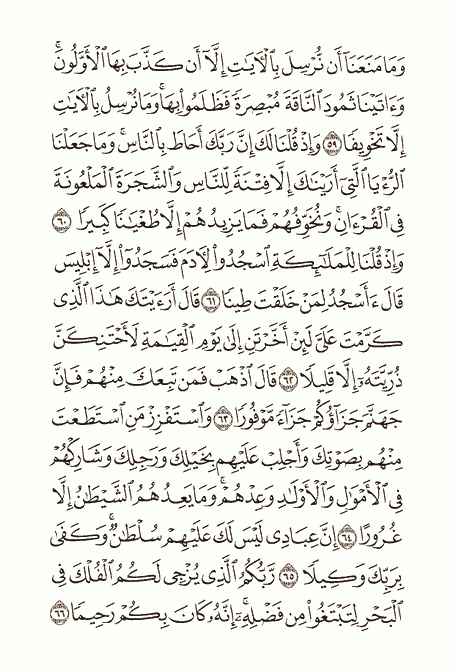 وَمَا مَنَعَنَآ أَن نُّرْسِلَ بِٱلْءَايَٰتِ إِلَّآ أَن كَذَّبَ بِهَا ٱلْأَوَّلُونَۚ
وَءَاتَيْنَا ثَمُودَ ٱلنَّاقَةَ مُبْصِرَةً فَظَلَمُوا۟ بِهَاۚ وَمَا نُرْسِلُ بِٱلْءَايَٰتِ
إِلَّا تَخْوِيفًا ٥٩ وَإِذْ قُلْنَا لَكَ إِنَّ رَبَّكَ أَحَاطَ بِٱلنَّاسِۚ وَمَا جَعَلْنَا
ٱلرُّءْيَا ٱلَّتِىٓ أَرَيْنَٰكَ إِلَّا فِتْنَةً لِّلنَّاسِ وَٱلشَّجَرَةَ ٱلْمَلْعُونَةَ
فِى ٱلْقُرْءَانِۚ وَنُخَوِّفُهُمْ فَمَا يَزِيدُهُمْ إِلَّا طُغْيَٰنًا كَبِيرًا ٦٠
وَإِذْ قُلْنَا لِلْمَلَٰٓئِكَةِ ٱسْجُدُوا۟ لِءَادَمَ فَسَجَدُوٓا۟ إِلَّآ إِبْلِيسَ
قَالَ ءَأَسْجُدُ لِمَنْ خَلَقْتَ طِينًا ٦١ قَالَ أَرَءَيْتَكَ هَٰذَا ٱلَّذِى
كَرَّمْتَ عَلَىَّ لَئِنْ أَخَّرْتَنِ إِلَىٰ يَوْمِ ٱلْقِيَٰمَةِ لَأَحْتَنِكَنَّ
ذُرِّيَّتَهُۥٓ إِلَّا قَلِيلًا ٦٢ قَالَ ٱذْهَبْ فَمَن تَبِعَكَ مِنْهُمْ فَإِنَّ
جَهَنَّمَ جَزَآؤُكُمْ جَزَآءً مَّوْفُورًا ٦٣ وَٱسْتَفْزِزْ مَنِ ٱسْتَطَعْتَ
مِنْهُم بِصَوْتِكَ وَأَجْلِبْ عَلَيْهِم بِخَيْلِكَ وَرَجِلِكَ وَشَارِكْهُمْ
فِى ٱلْأَمْوَٰلِ وَٱلْأَوْلَٰدِ وَعِدْهُمْۚ وَمَا يَعِدُهُمُ ٱلشَّيْطَٰنُ إِلَّا
غُرُورًا ٦٤ إِنَّ عِبَادِى لَيْسَ لَكَ عَلَيْهِمْ سُلْطَٰنٌۚ وَكَفَىٰ
بِرَبِّكَ وَكِيلًا ٦٥ رَّبُّكُمُ ٱلَّذِى يُزْجِى لَكُمُ ٱلْفُلْكَ فِى
ٱلْبَحْرِ لِتَبْتَغُوا۟ مِن فَضْلِهِۦٓۚ إِنَّهُۥ كَانَ بِكُمْ رَحِيمًا ٦٦